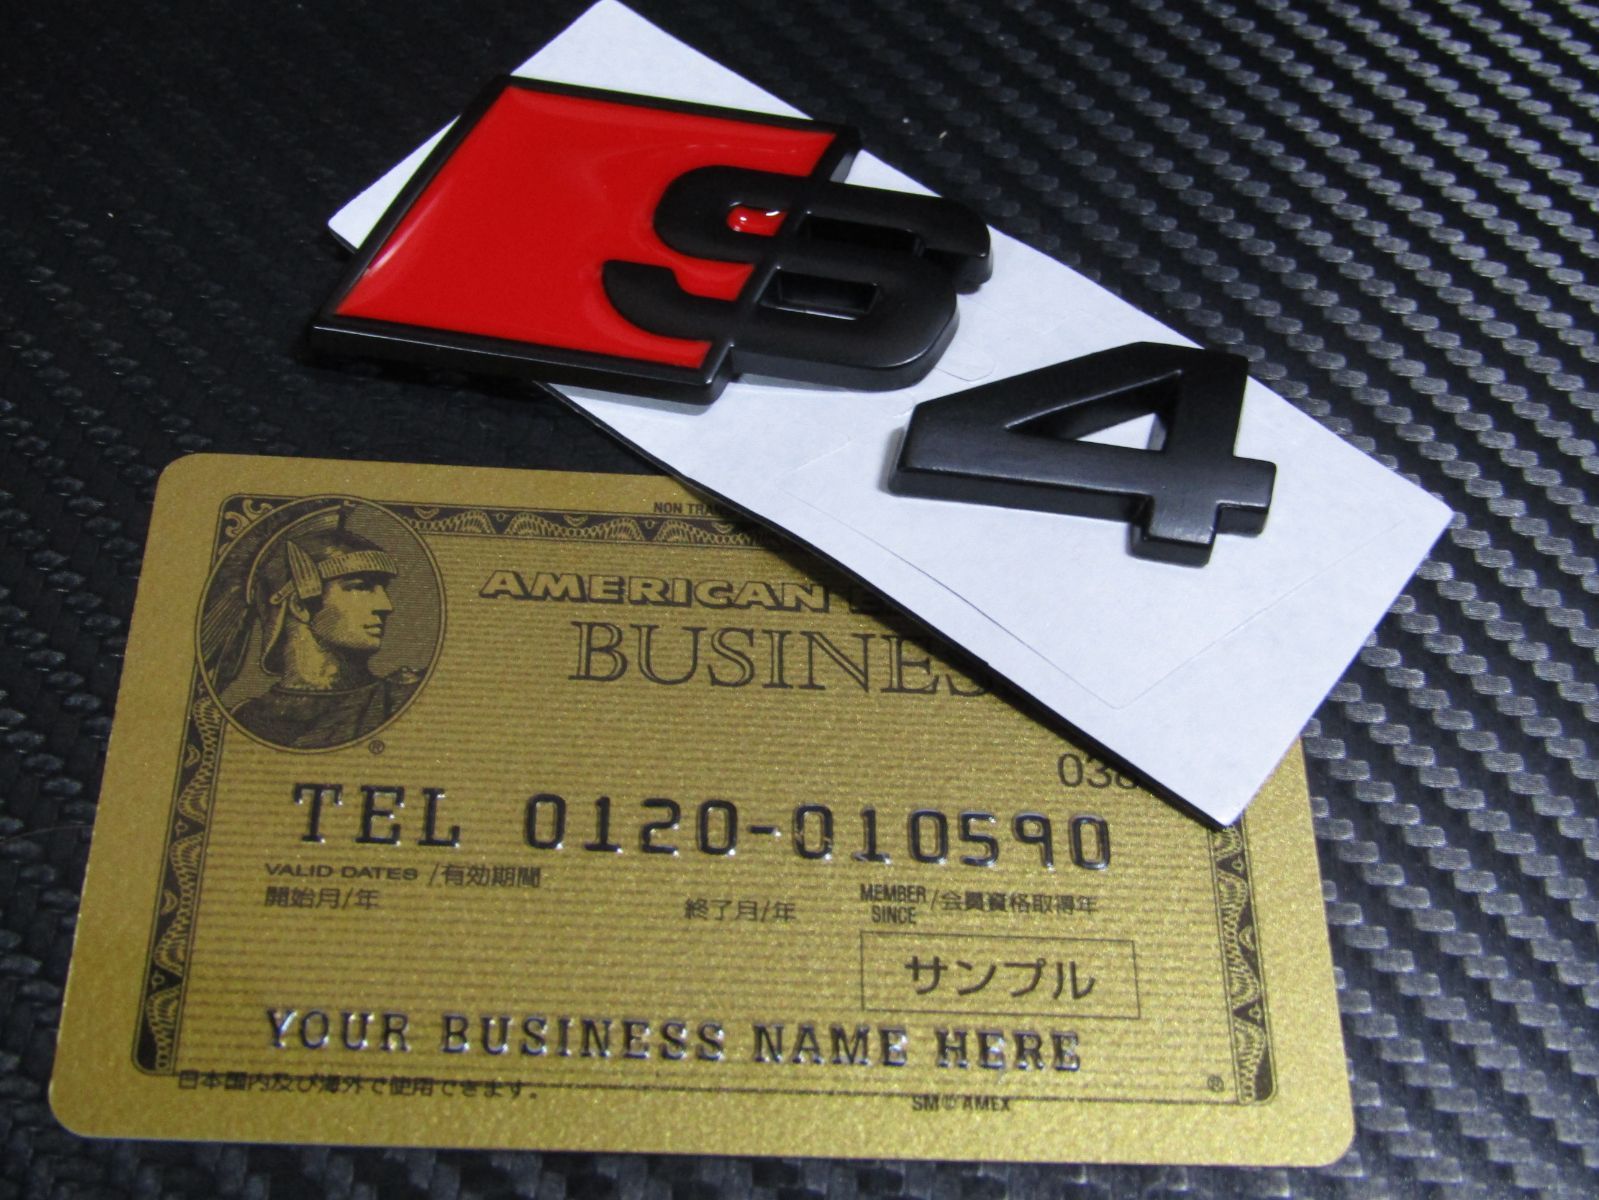 S4
NON
AMERICAN
BUSINES
038
TEL 0120-010590
VALID DATES /有効期間
開始月/年
終了月/年
MEMBER SINCE /会員資格取得年
サンプル
YOUR BUSINESS NAME HERE
日本国内及び海外で使用できます。
SM © AMEX
®
®